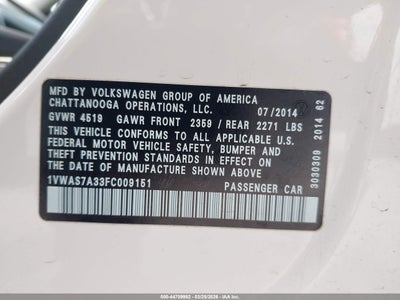 MFD BY VOLKSWAGEN GROUP OF AMERICA
CHATTANOOGA OPERATIONS, LLC. 07/2014
GVWR 4519 GAWR FRONT 2359 / REAR 2271 LBS
THIS VEHICLE CONFORMS TO ALL APPLICABLE U.S.
FEDERAL MOTOR VEHICLE SAFETY, BUMPER AND
THEFT PREVENTION STANDARDS IN EFFECT ON
THE DATE OF MANUFACTURE SHOWN ABOVE
1VWAS7A33FC009151 PASSENGER CAR
3030309 2014 62